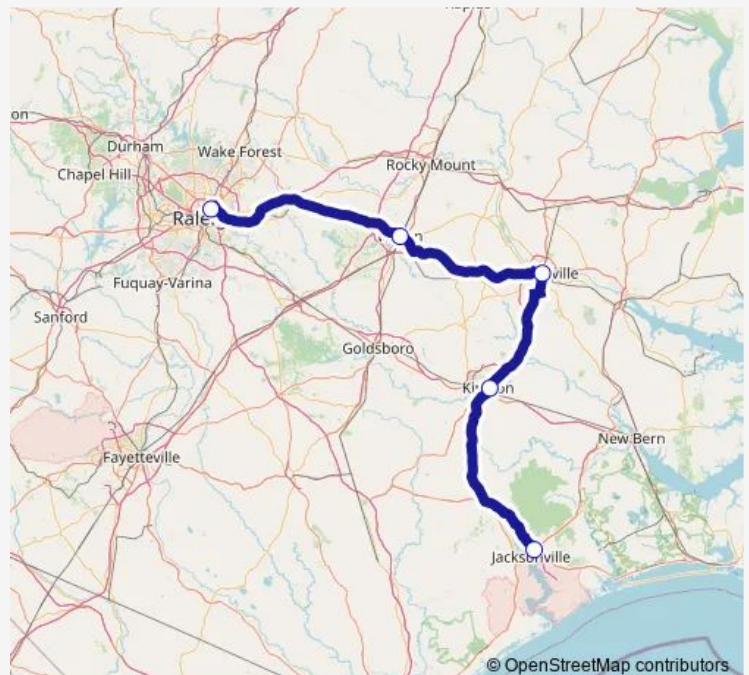 Durham
Wake Forest
Chapel Hill
Rocky Mount
Fuquay-Varina
Sanford
Goldsboro
Fayetteville
New Bern
Jacksonville
© OpenStreetMap contributors